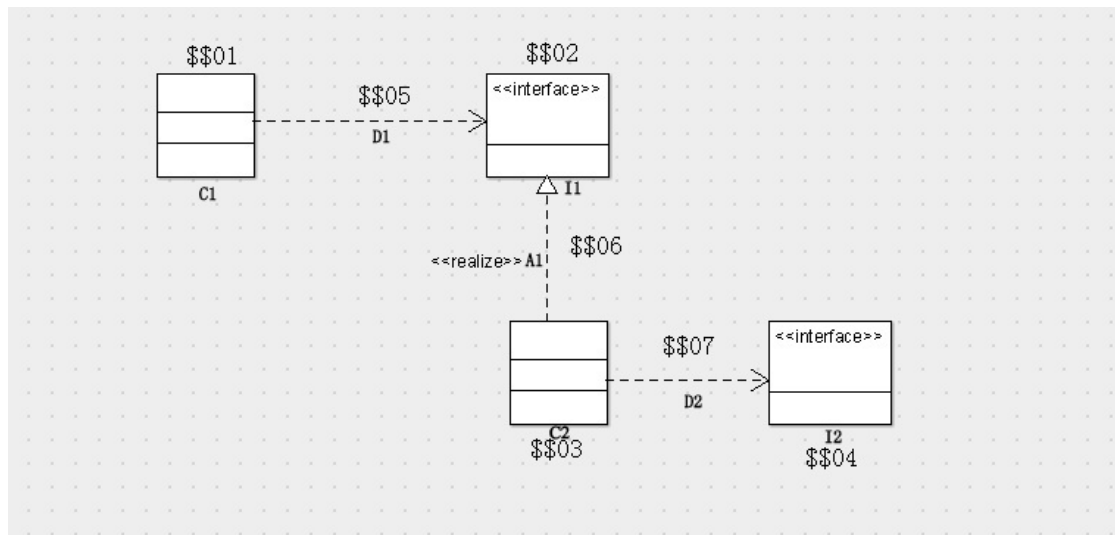 $$01
$$02
<<interface>>
$$05
D1
C1
I1
$$06
<<realize>> A1
<<interface>>
$$07
D2
C2
$$03
I2
$$04